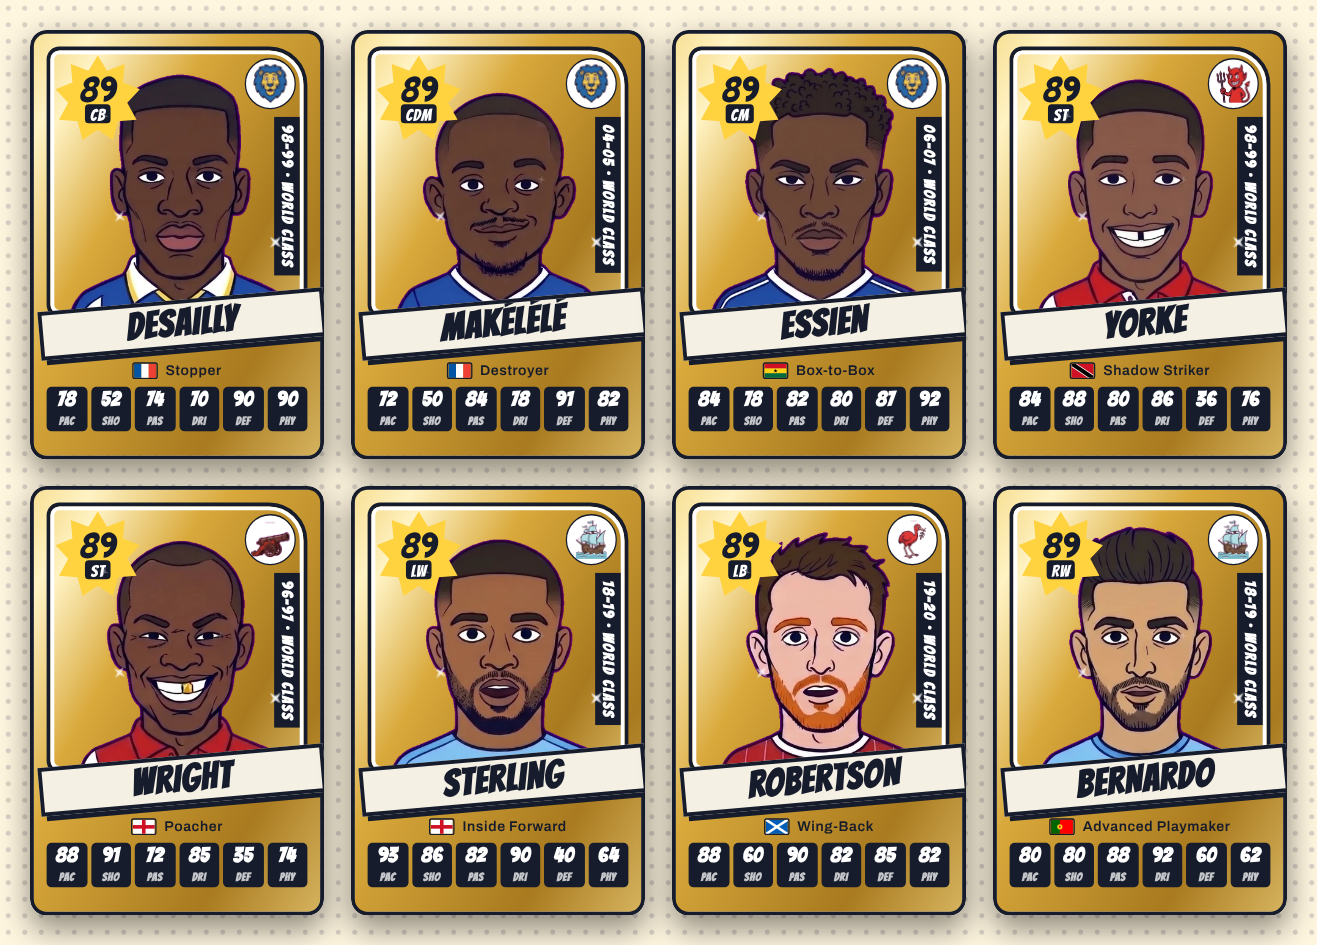 89
CB
98-99 • WORLD CLASS
DESAILLY
Stopper
78 52 74 70 90 90
PAC SHO PAS DRI DEF PHY
89
CDM
04-05 • WORLD CLASS
MAKÉLÉLÉ
Destroyer
72 50 84 78 91 82
PAC SHO PAS DRI DEF PHY
89
CM
06-07 • WORLD CLASS
ESSIEN
Box-to-Box
84 78 82 80 87 92
PAC SHO PAS DRI DEF PHY
89
ST
98-99 • WORLD CLASS
YORKE
Shadow Striker
84 88 80 86 36 76
PAC SHO PAS DRI DEF PHY
89
ST
96-97 • WORLD CLASS
WRIGHT
Poacher
88 91 72 85 35 74
PAC SHO PAS DRI DEF PHY
89
LW
18-19 • WORLD CLASS
STERLING
Inside Forward
93 86 82 90 40 64
PAC SHO PAS DRI DEF PHY
89
LB
19-20 • WORLD CLASS
ROBERTSON
Wing-Back
88 60 90 82 85 82
PAC SHO PAS DRI DEF PHY
89
RW
18-19 • WORLD CLASS
BERNARDO
Advanced Playmaker
80 80 88 92 60 62
PAC SHO PAS DRI DEF PHY